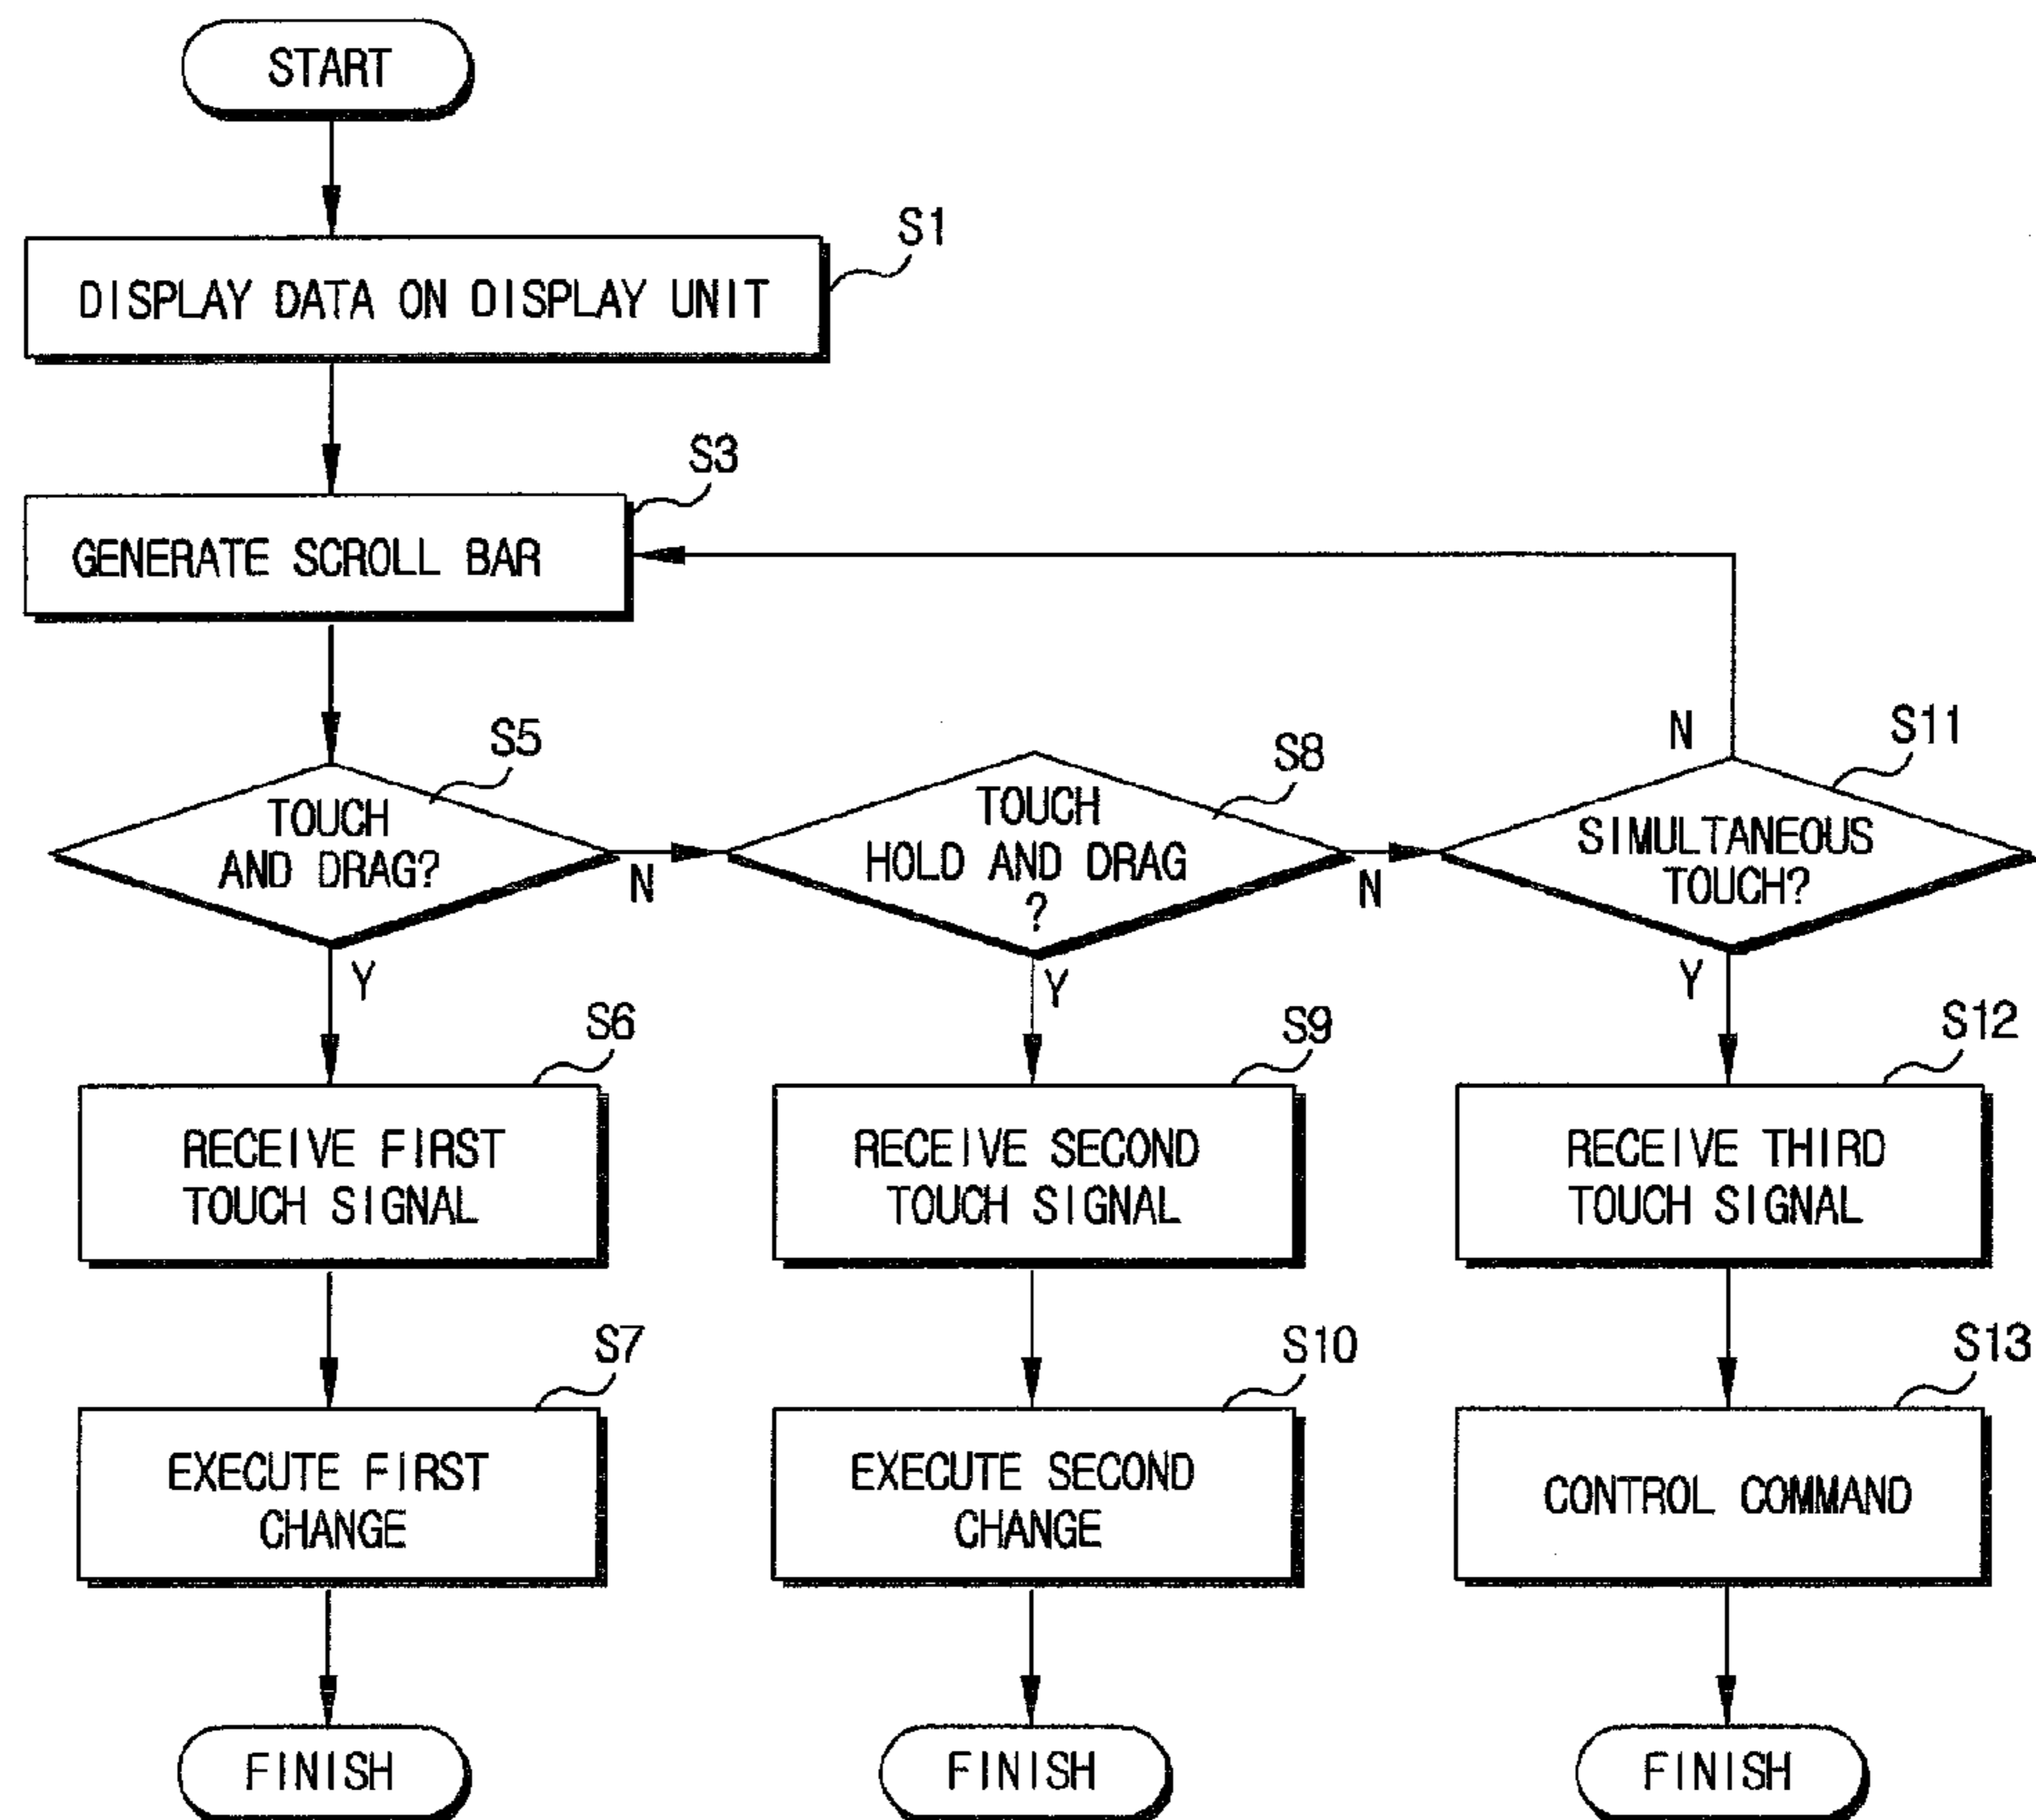 START
S1
DISPLAY DATA ON DISPLAY UNIT
S3
GENERATE SCROLL BAR
S5
TOUCH
AND DRAG?
N
Y
S8
TOUCH
HOLD AND DRAG
?
N
Y
S11
N
SIMULTANEOUS
TOUCH?
Y
S6
RECEIVE FIRST
TOUCH SIGNAL
S9
RECEIVE SECOND
TOUCH SIGNAL
S12
RECEIVE THIRD
TOUCH SIGNAL
S7
EXECUTE FIRST
CHANGE
S10
EXECUTE SECOND
CHANGE
S13
CONTROL COMMAND
FINISH
FINISH
FINISH